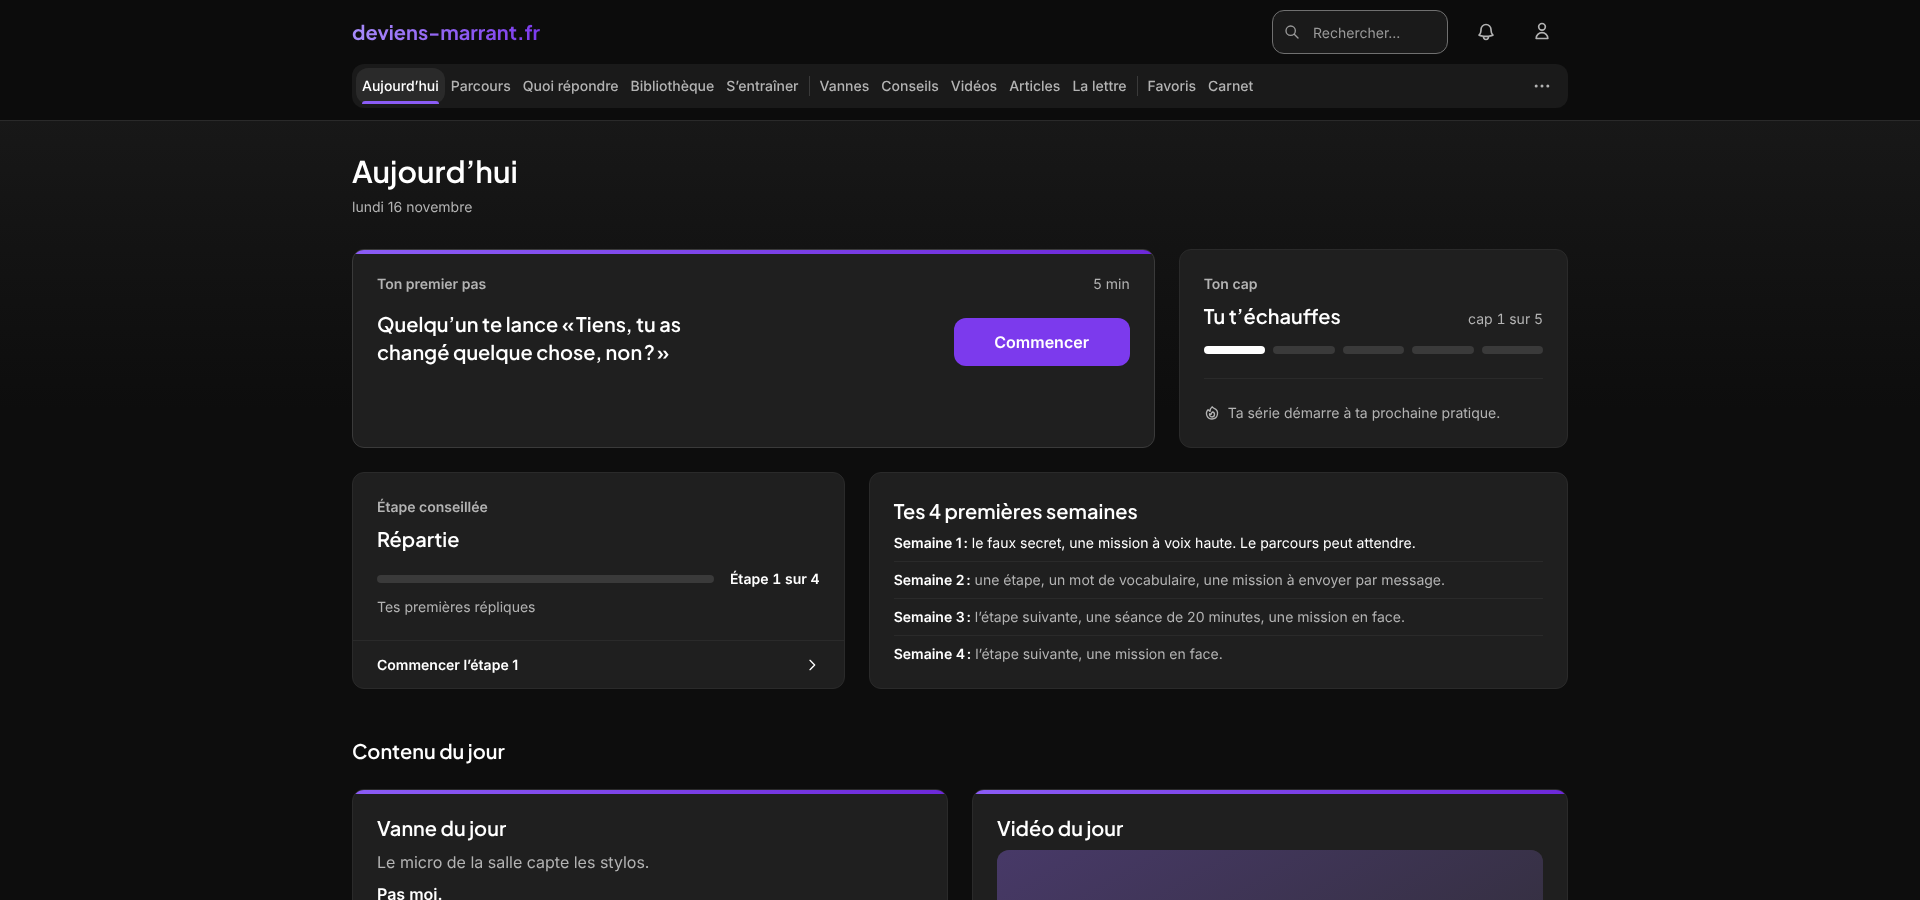 deviens-marrant.fr
Rechercher...
Aujourd’hui Parcours Quoi répondre Bibliothèque S’entraîner Vannes Conseils Vidéos Articles La lettre Favoris Carnet
Aujourd’hui
lundi 16 novembre
Ton premier pas
5 min
Quelqu’un te lance « Tiens, tu as
changé quelque chose, non ? »
Commencer
Ton cap
Tu t’échauffes
cap 1 sur 5
Ta série démarre à ta prochaine pratique.
Étape conseillée
Répartie
Étape 1 sur 4
Tes premières répliques
Commencer l’étape 1
Tes 4 premières semaines
Semaine 1 : le faux secret, une mission à voix haute. Le parcours peut attendre.
Semaine 2 : une étape, un mot de vocabulaire, une mission à envoyer par message.
Semaine 3 : l’étape suivante, une séance de 20 minutes, une mission en face.
Semaine 4 : l’étape suivante, une mission en face.
Contenu du jour
Vanne du jour
Le micro de la salle capte les stylos.
Pas moi.
Vidéo du jour